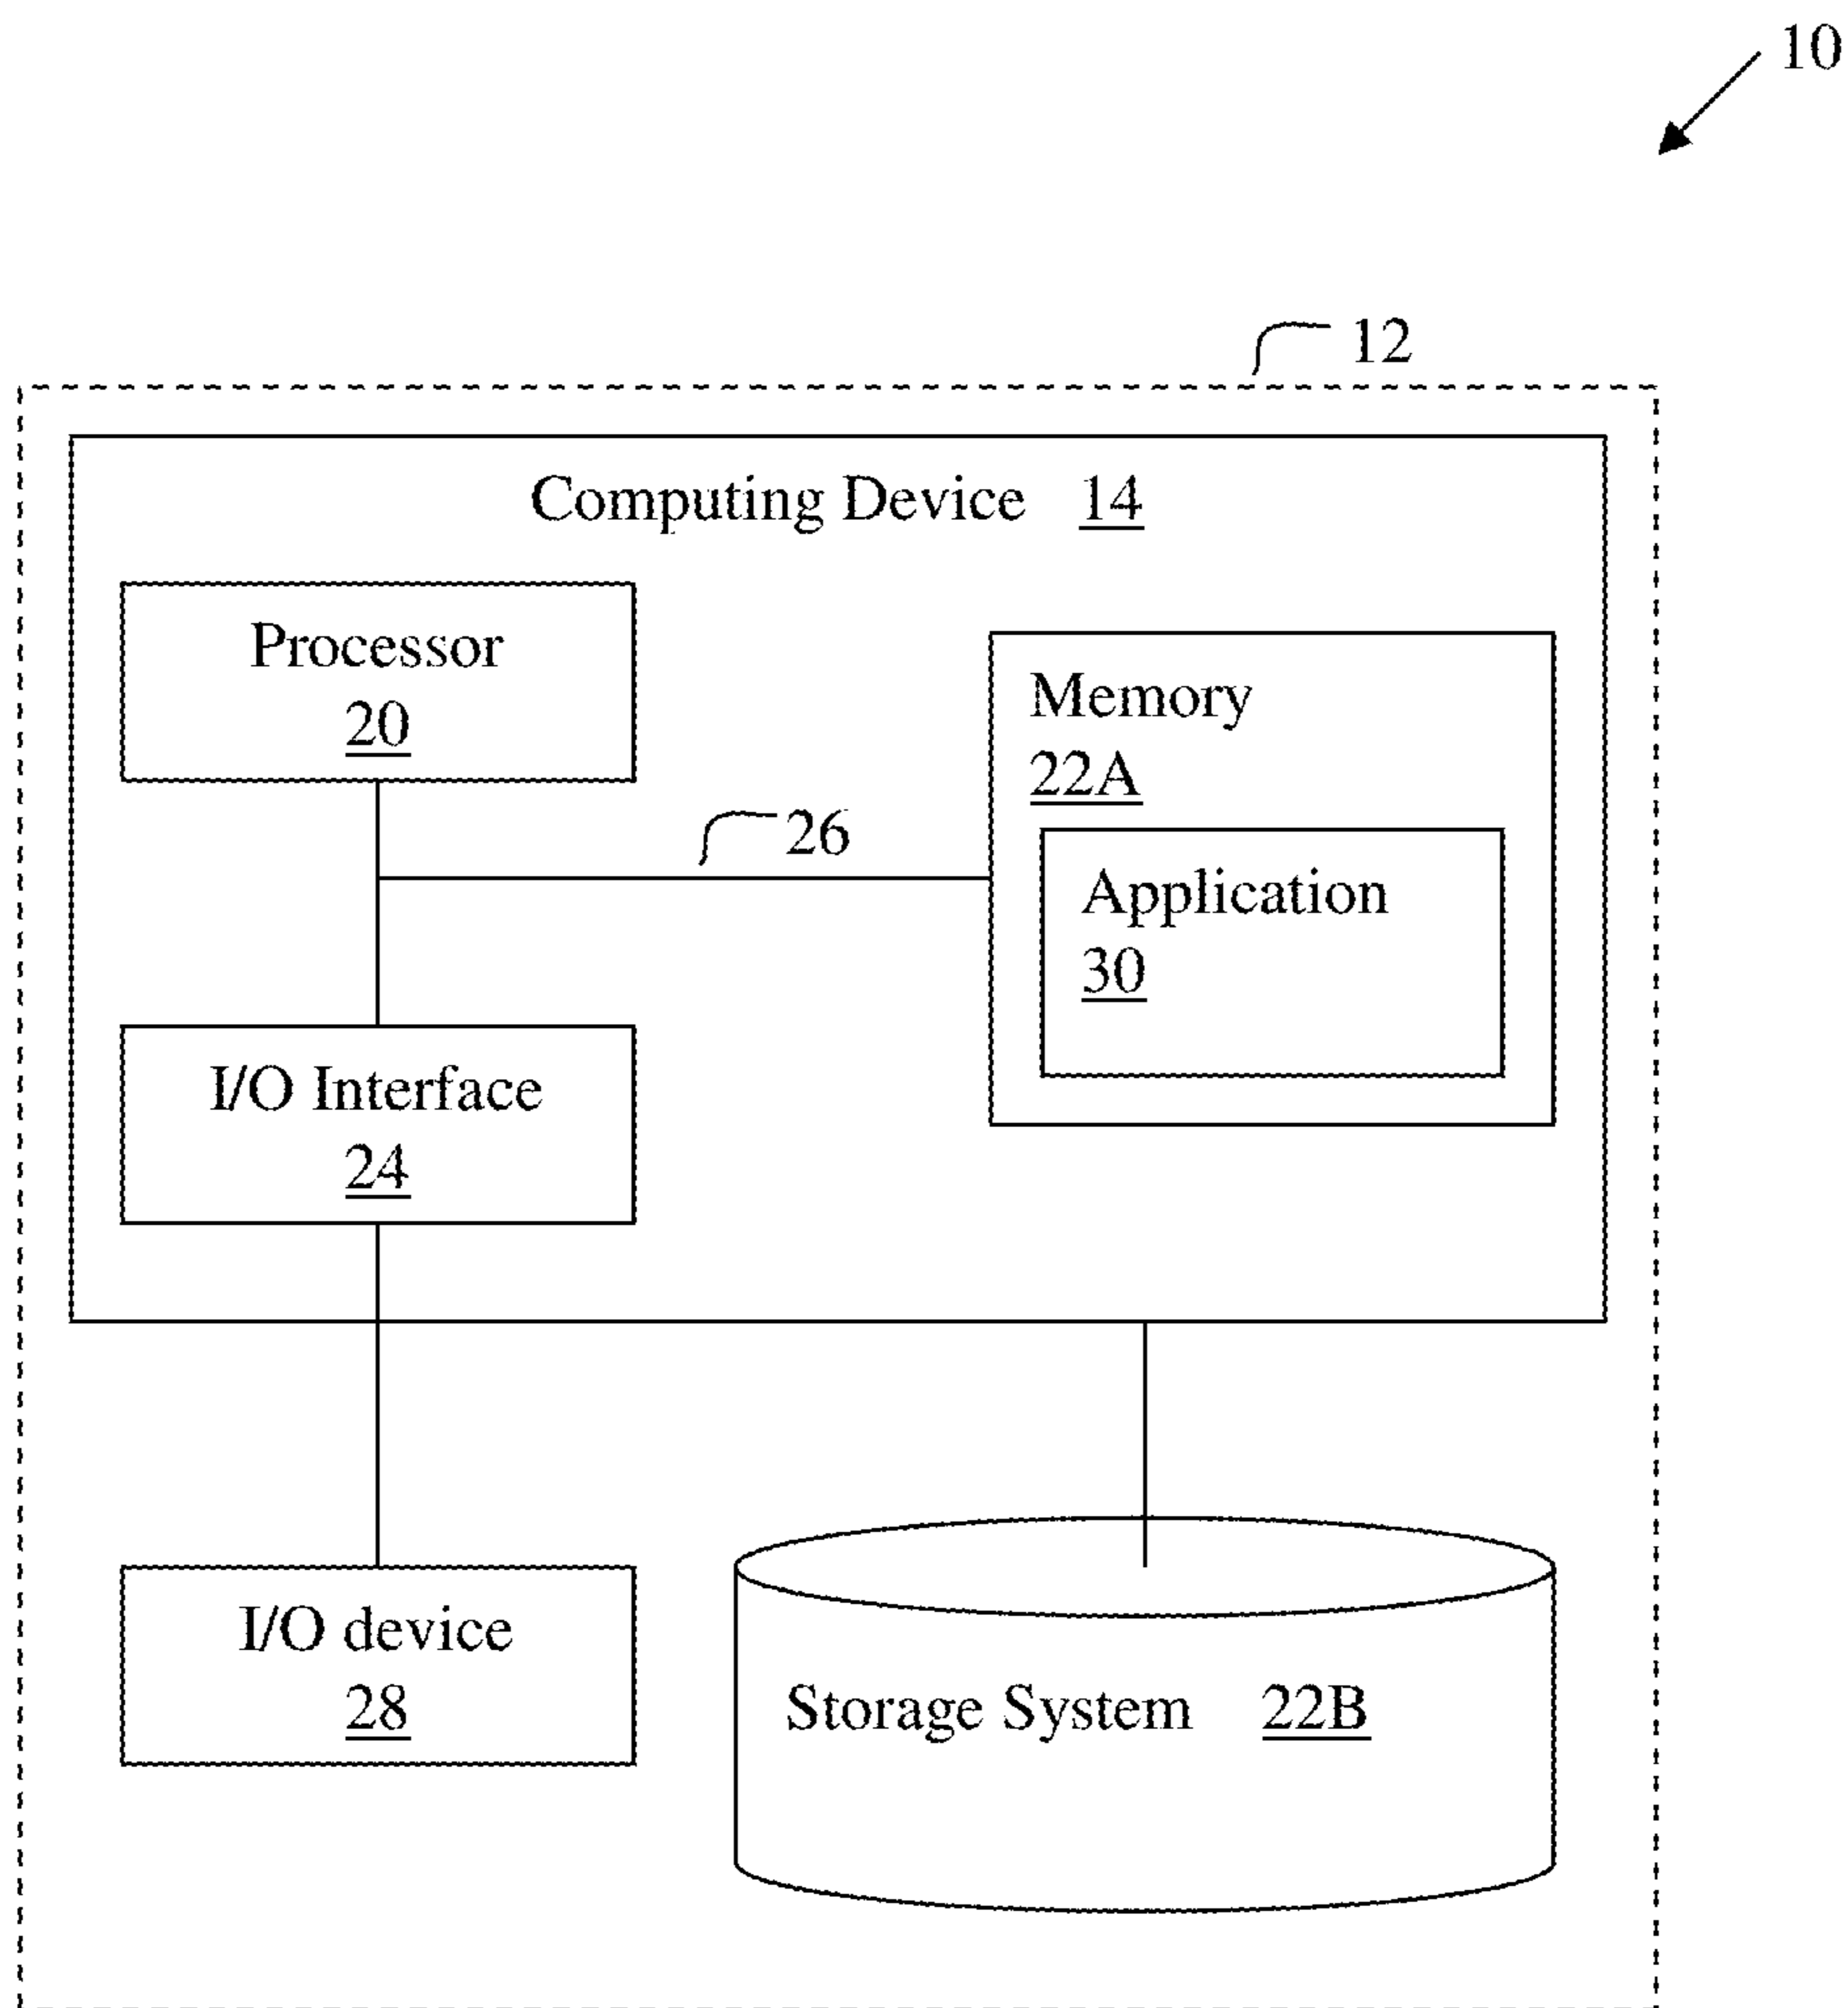 10
12
Computing Device 14
Processor
20
Memory
22A
26
Application
30
I/O Interface
24
I/O device
28
Storage System 22B